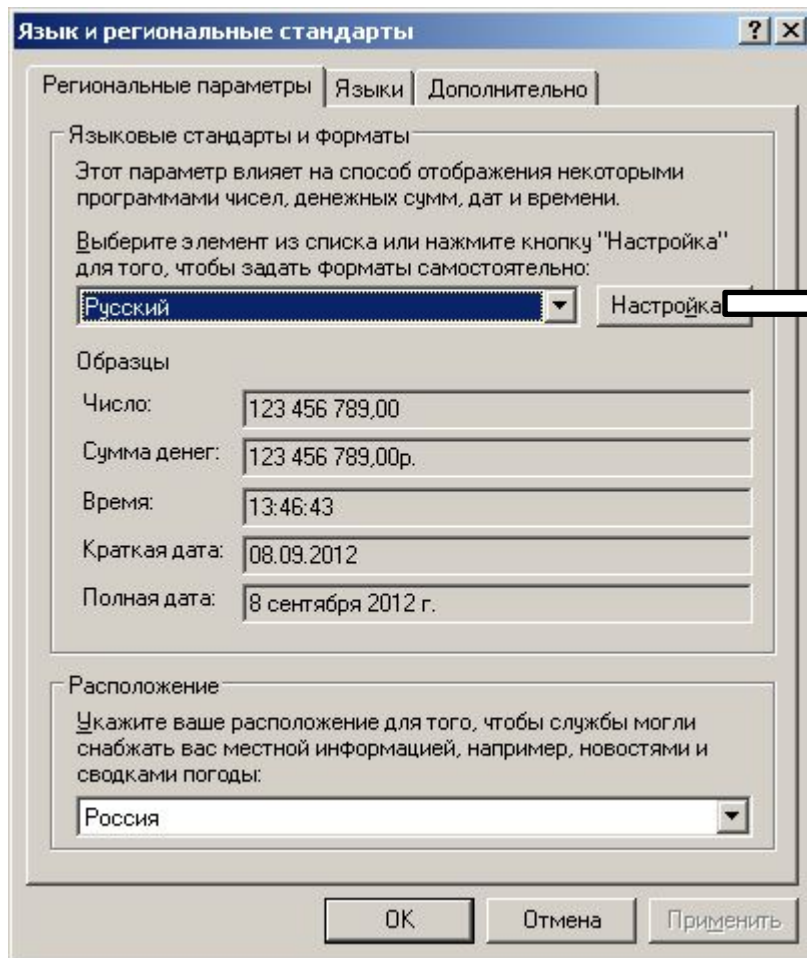 Язык и региональные стандарты
Региональные параметры Языки Дополнительно
Языковые стандарты и форматы
Этот параметр влияет на способ отображения некоторыми
программами чисел, денежных сумм, дат и времени.
Выберите элемент из списка или нажмите кнопку "Настройка"
для того, чтобы задать форматы самостоятельно:
Русский Настройка
Образцы
Число: 123 456 789,00
Сумма денег: 123 456 789,00р.
Время: 13:46:43
Краткая дата: 08.09.2012
Полная дата: 8 сентября 2012 г.
Расположение
Укажите ваше расположение для того, чтобы службы могли
снабжать вас местной информацией, например, новостями и
сводками погоды:
Россия
OK Отмена Применить